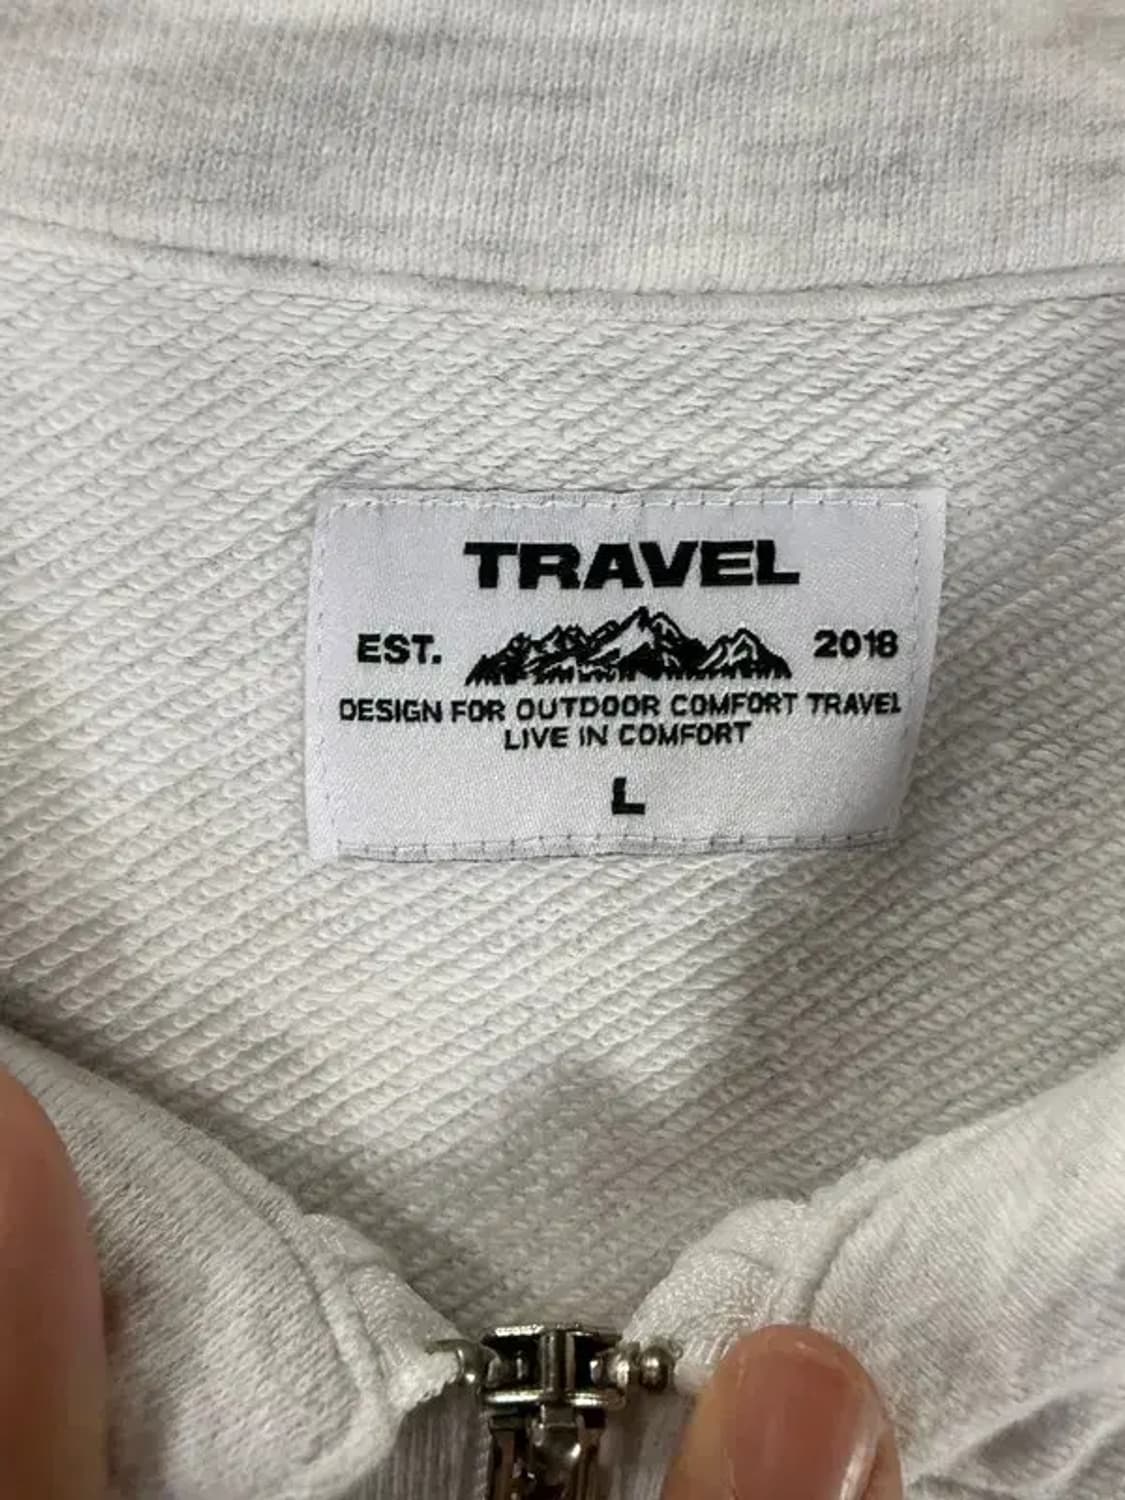 TRAVEL
EST. 2018
DESIGN FOR OUTDOOR COMFORT TRAVEL
LIVE IN COMFORT
L